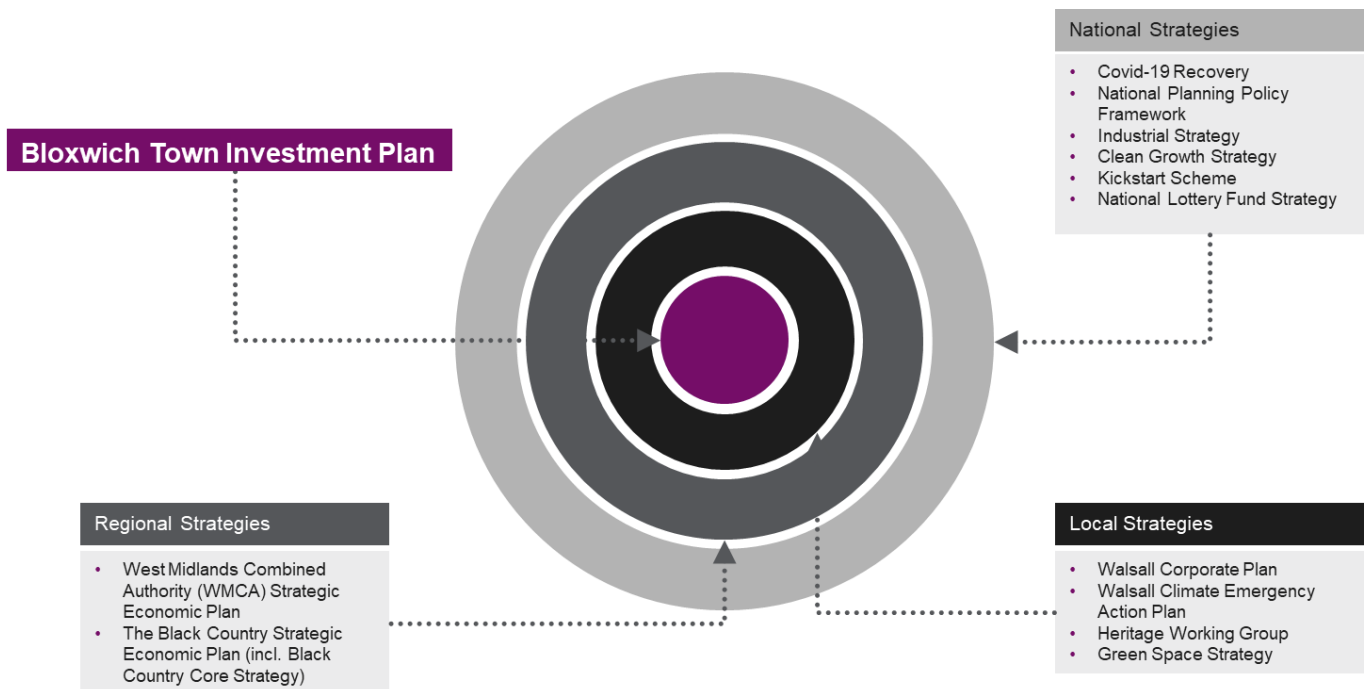 National Strategies
• Covid-19 Recovery
• National Planning Policy
Framework
• Industrial Strategy
• Clean Growth Strategy
• Kickstart Scheme
• National Lottery Fund Strategy
Bloxwich Town Investment Plan
Regional Strategies
• West Midlands Combined
Authority (WMCA) Strategic
Economic Plan
• The Black Country Strategic
Economic Plan (incl. Black
Country Core Strategy)
Local Strategies
• Walsall Corporate Plan
• Walsall Climate Emergency
Action Plan
• Heritage Working Group
• Green Space Strategy